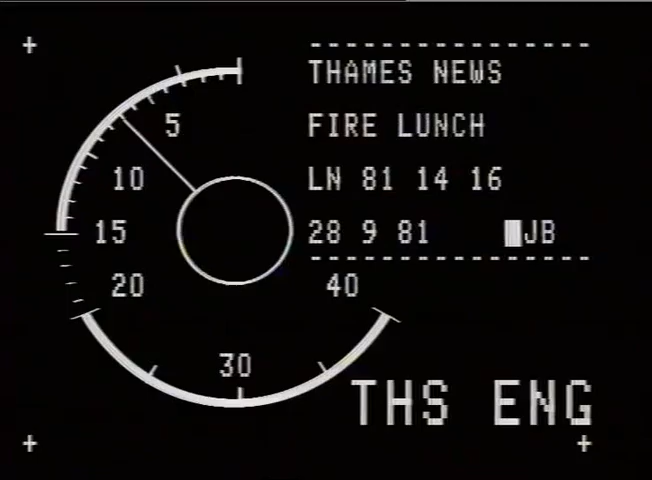 THAMES NEWS
FIRE LUNCH
LN 81 14 16
28 9 81 JB
5
10
15
20
30
40
THS ENG